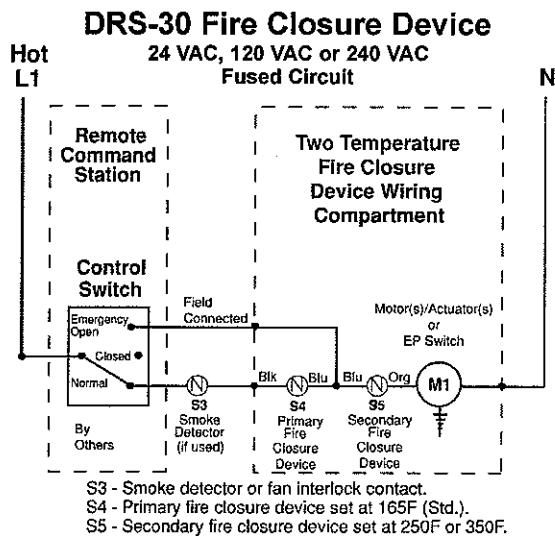 DRS-30 Fire Closure Device
24 VAC, 120 VAC or 240 VAC
Fused Circuit
Hot
L1
N
Remote
Command
Station
Two Temperature
Fire Closure
Device Wiring
Compartment
Control
Switch
Field
Connected
Motor(s)/Actuator(s)
or
EP Switch
Emergency
Open
Closed
Normal
Blk
Blu
Blu
Org
M1
S3
Smoke
Detector
(if used)
S4
Primary
Fire
Closure
Device
S5
Secondary
Fire
Closure
Device
By
Others
S3 - Smoke detector or fan interlock contact.
S4 - Primary fire closure device set at 165F (Std.).
S5 - Secondary fire closure device set at 250F or 350F.